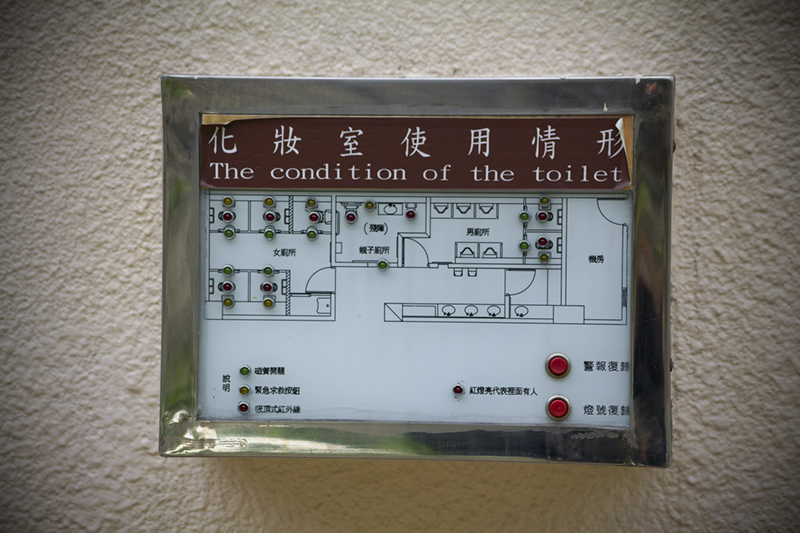 化妝室使用情形
The condition of the toilet
(殘障)
男廁所
女廁所
親子廁所
機房
說明
磁簧開關
緊急求救按鈕
吸頂式紅外線
紅燈亮代表裡面有人
警報復歸
燈號復歸